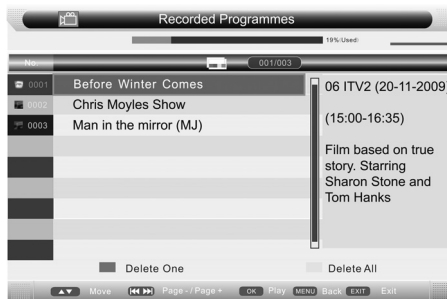 Recorded Programmes
19%(Used)
No.
001/003
0001 Before Winter Comes
0002 Chris Moyles Show
0003 Man in the mirror (MJ)
06 ITV2 (20-11-2009)
(15:00-16:35)
Film based on true
story. Starring
Sharon Stone and
Tom Hanks
Delete One
Delete All
Move Page - / Page + OK Play MENU Back EXIT Exit